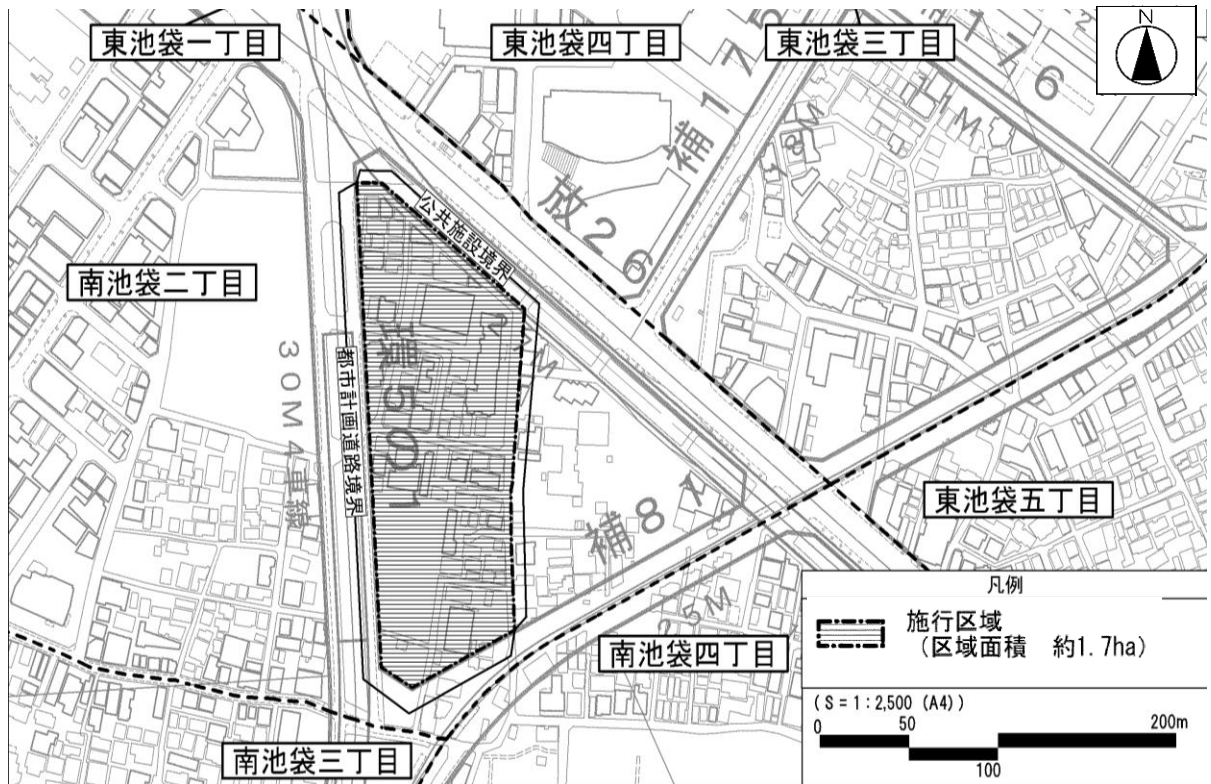 東池袋一丁目
東池袋四丁目
東池袋三丁目
N
補175
補176
放26
公共施設境界
南池袋二丁目
30M4車線
都市計画道路境界
環5の1
補8
25M
東池袋五丁目
南池袋四丁目
南池袋三丁目
凡例
施行区域
(区域面積 約1.7ha)
(S=1:2,500 (A4))
0 50 200m
100